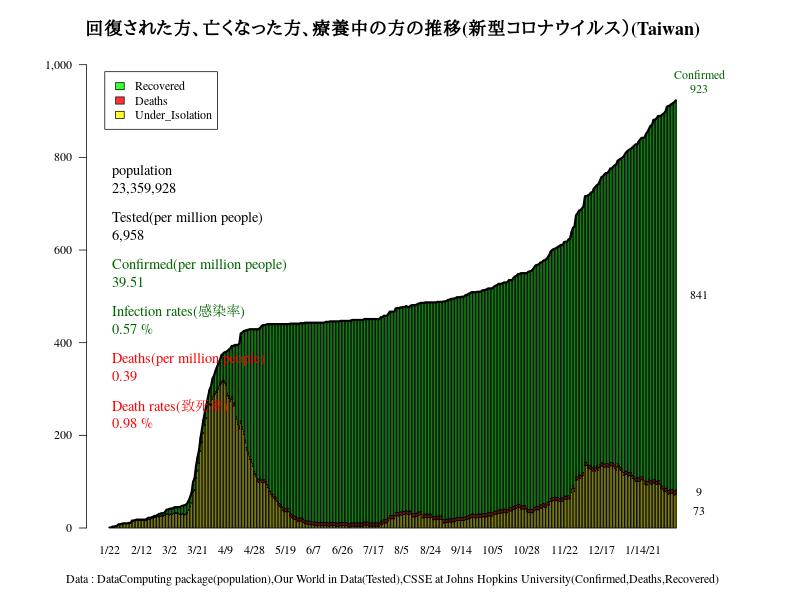 回復された方、亡くなった方、療養中の方の推移(新型コロナウイルス)(Taiwan)
1,000
800
600
400
200
0
Recovered
Deaths
Under_Isolation
Confirmed
923
population
23,359,928
Tested(per million people)
6,958
Confirmed(per million people)
39.51
Infection rates(感染率)
0.57 %
Deaths(per million people)
0.39
Death rates(致死率)
0.98 %
841
9
73
1/22 2/12 3/2 3/21 4/9 4/28 5/19 6/7 6/26 7/17 8/5 8/24 9/14 10/5 10/28 11/22 12/17 1/14/21
Data : DataComputing package(population),Our World in Data(Tested),CSSE at Johns Hopkins University(Confirmed,Deaths,Recovered)